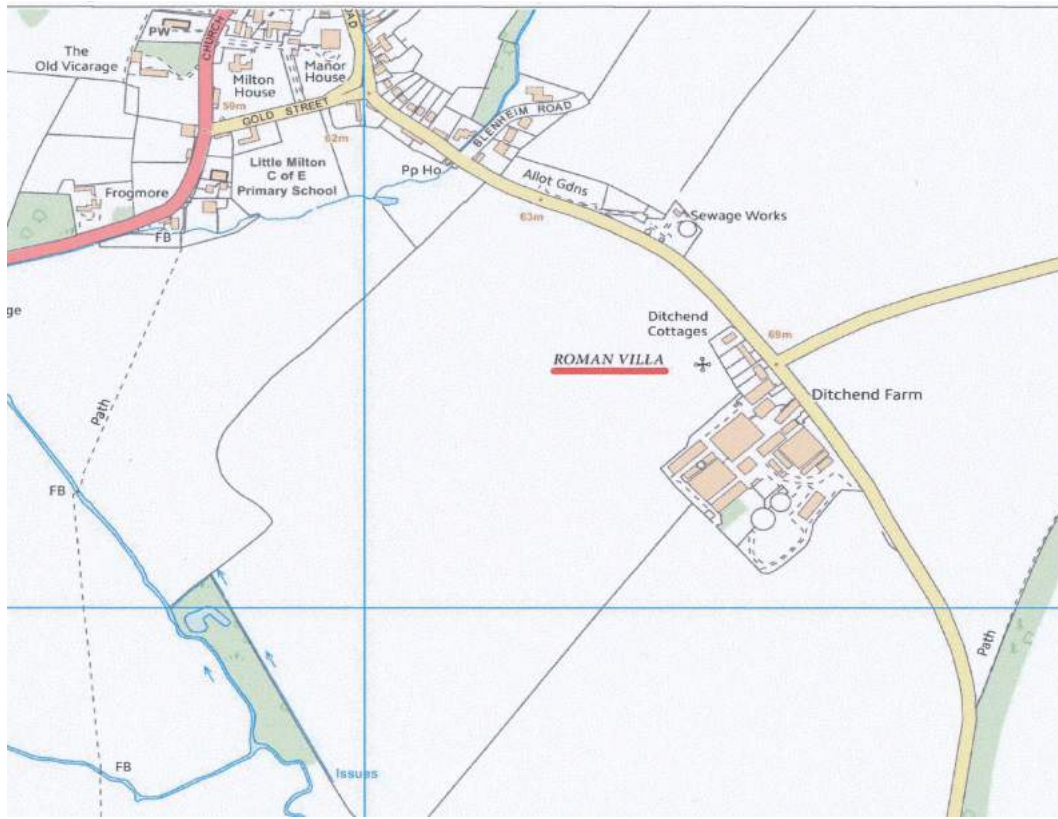 PW
CHURCH
ROAD
The
Old Vicarage
Milton
House
Manor
House
59m
GOLD STREET
62m
BLENHEIM ROAD
Little Milton
C of E
Primary School
Pp Ho
Allot Gdns
Frogmore
63m
Sewage Works
FB
ge
Ditchend
Cottages
69m
ROMAN VILLA
Ditchend Farm
Path
FB
Path
FB
Issues